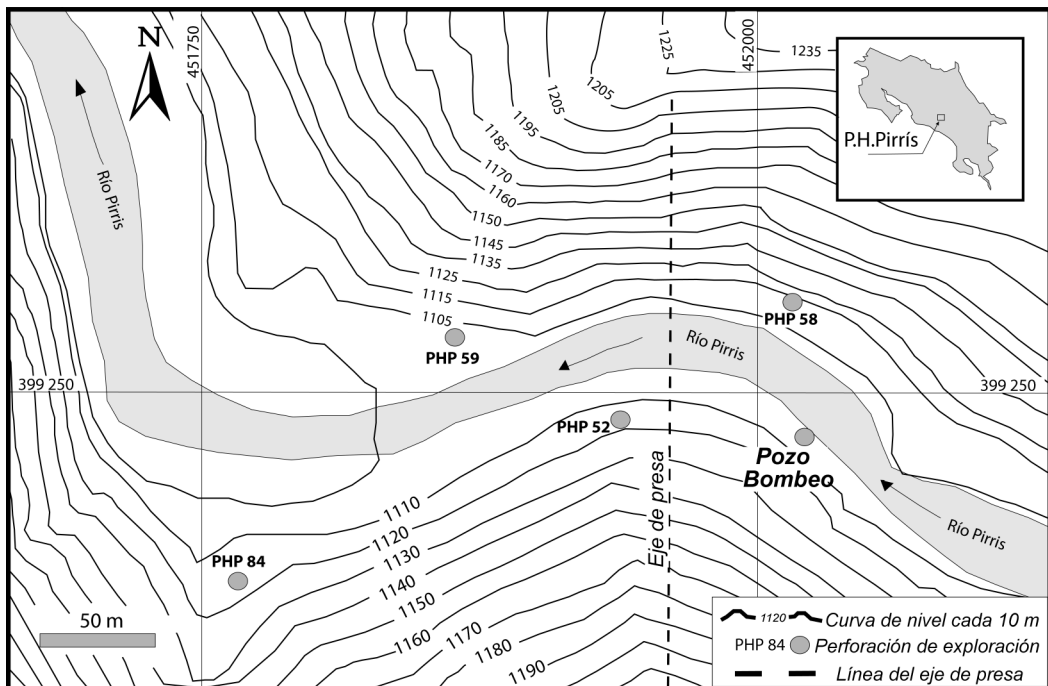 N
451750
1225
452000
1235
1205
1205
1195
1185
1170
1160
1150
1145
1135
1125
1115
1105
P.H.Pirrís
Río Pirris
Río Pirris
PHP 58
PHP 59
399 250
399 250
PHP 52
Pozo
Bombeo
Eje de presa
Río Pirris
1110
1120
1130
1140
1150
1160
1170
1180
1190
PHP 84
50 m
1120 Curva de nivel cada 10 m
PHP 84 Perforación de exploración
Línea del eje de presa